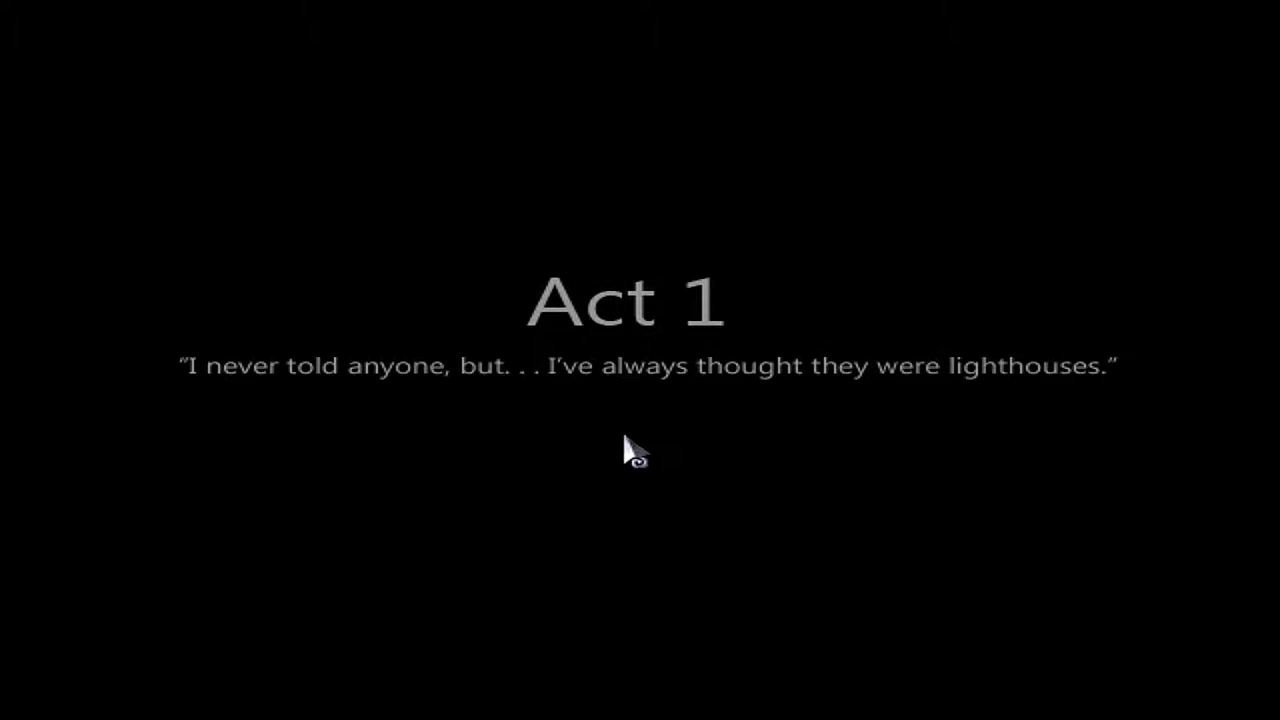 Act 1
“I never told anyone, but. . . I’ve always thought they were lighthouses.”